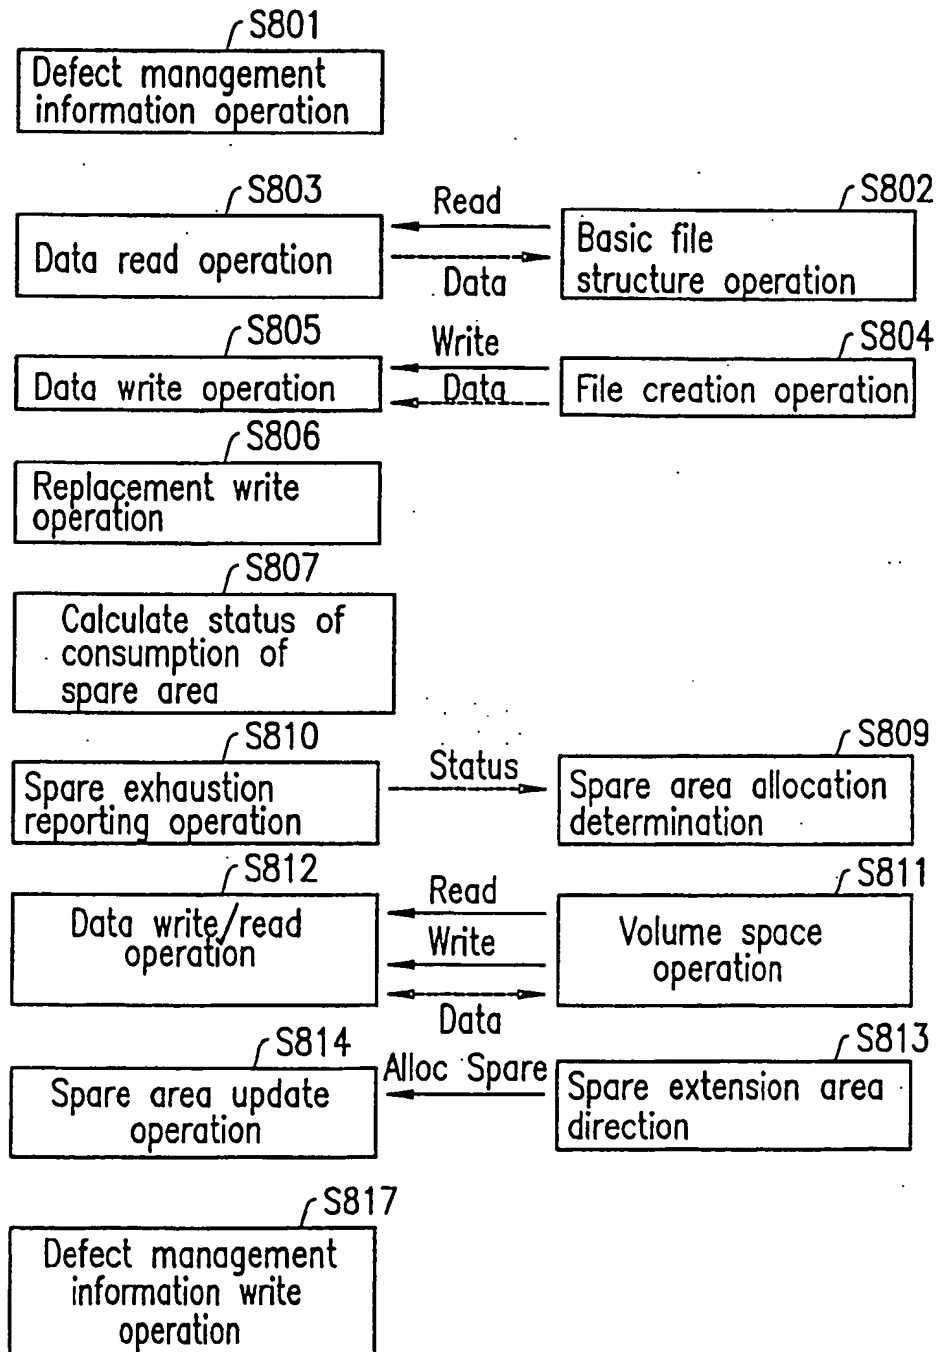 S801
Defect management
information operation
S803
Data read operation
Read
Data
S802
Basic file
structure operation
S805
Data write operation
Write
Data
S804
File creation operation
S806
Replacement write
operation
S807
Calculate status of
consumption of
spare area
S810
Spare exhaustion
reporting operation
Status
S809
Spare area allocation
determination
S812
Data write/read
operation
Read
Write
Data
S811
Volume space
operation
S814
Spare area update
operation
Alloc Spare
S813
Spare extension area
direction
S817
Defect management
information write
operation